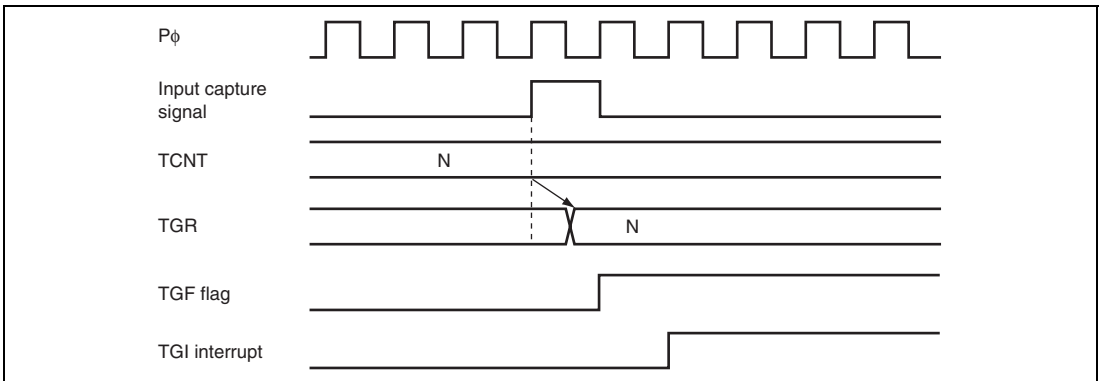 Pϕ
Input capture
signal
TCNT
N
TGR
N
TGF flag
TGI interrupt